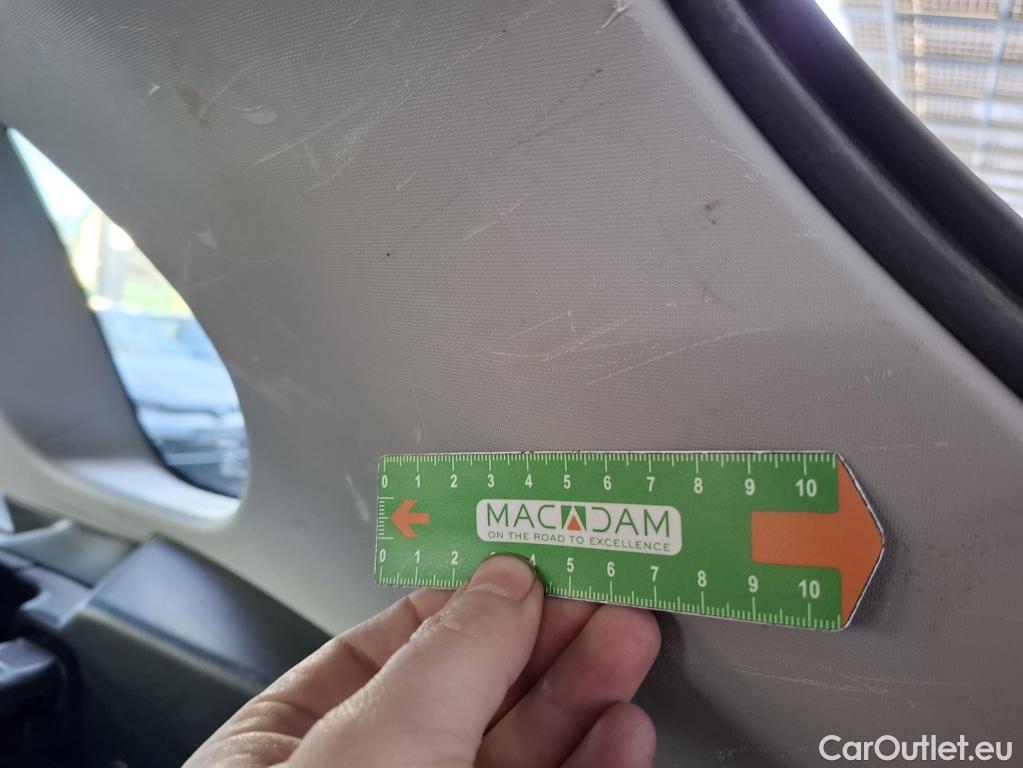 0 1 2 3 4 5 6 7 8 9 10
MACADAM
ON THE ROAD TO EXCELLENCE
0 1 2 4 5 6 7 8 9 10
CarOutlet.eu